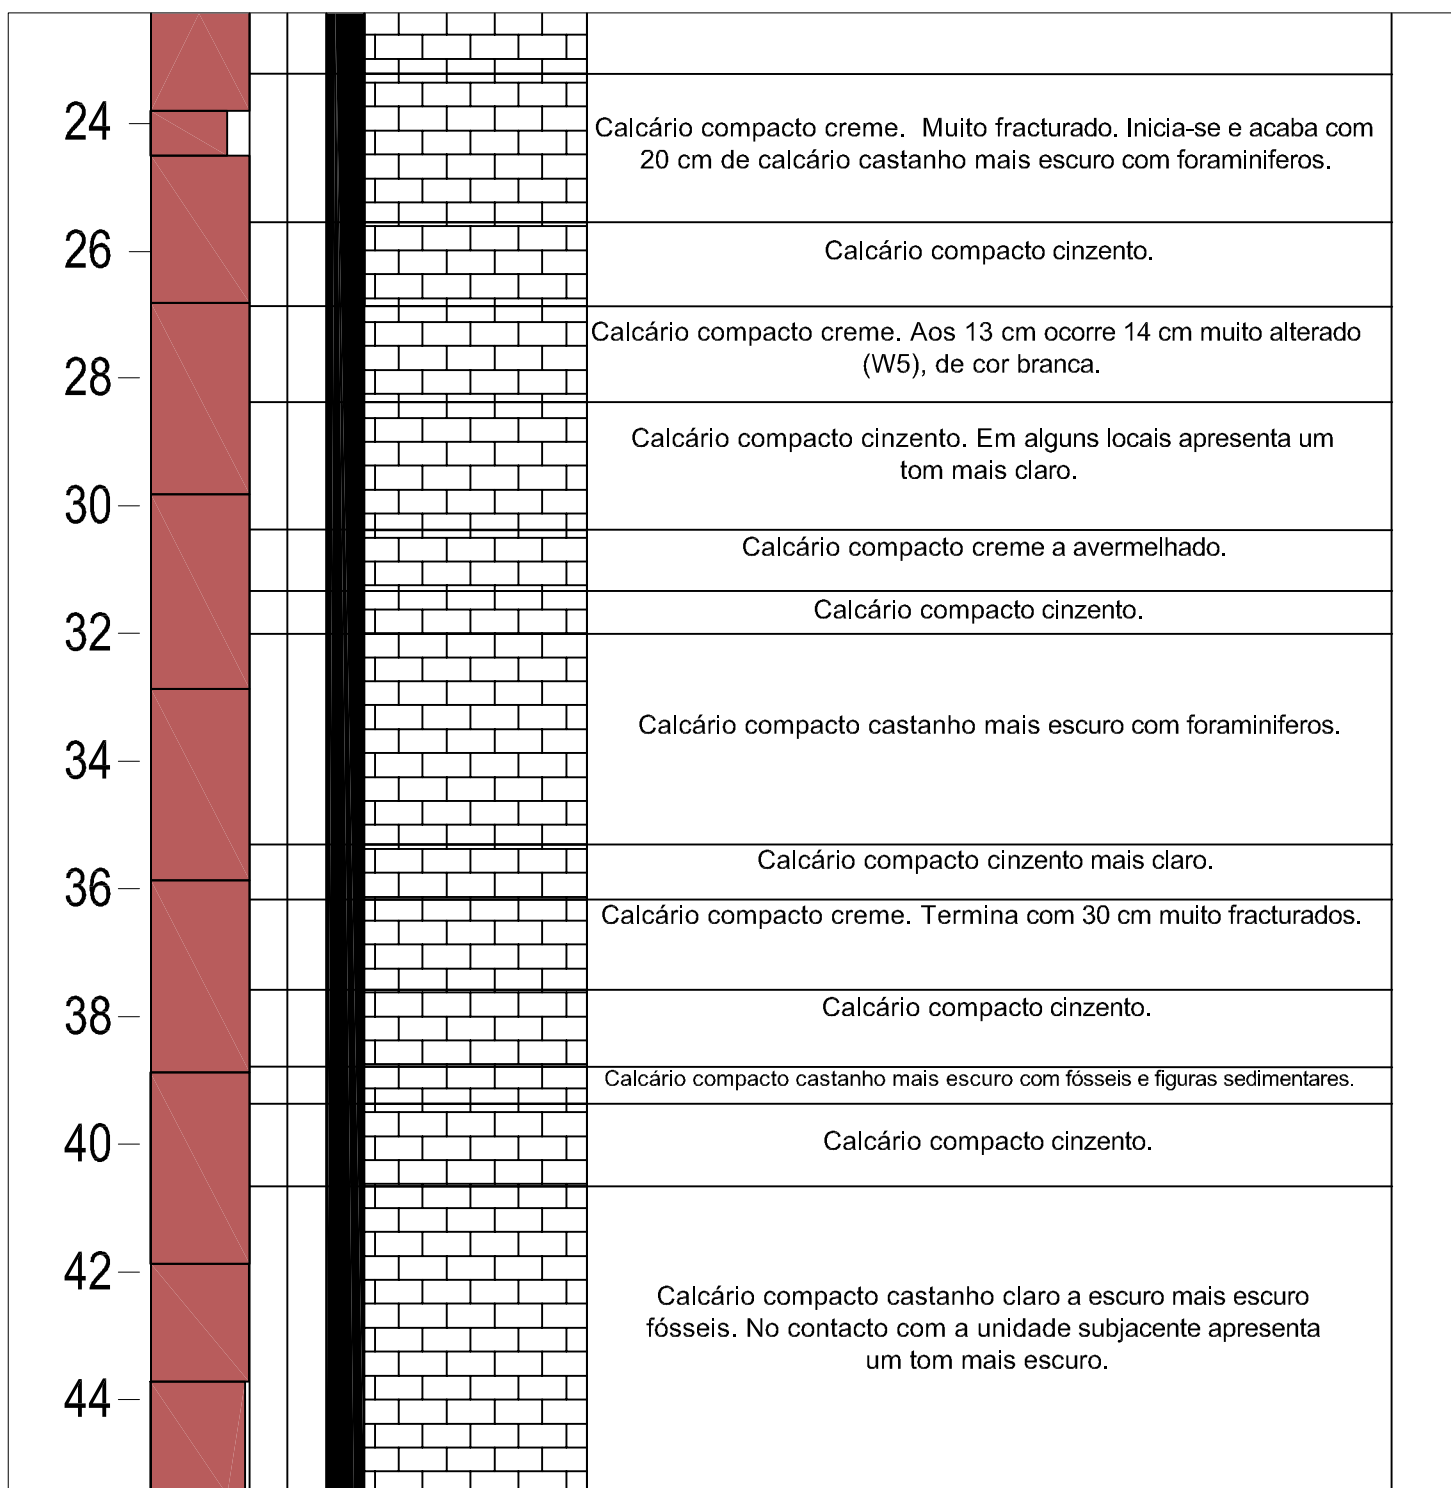 24
Calcário compacto creme.  Muito fracturado. Inicia-se e acaba com
20 cm de calcário castanho mais escuro com foraminiferos.
26
Calcário compacto cinzento.
Calcário compacto creme. Aos 13 cm ocorre 14 cm muito alterado
(W5), de cor branca.
28
Calcário compacto cinzento. Em alguns locais apresenta um
tom mais claro.
30
Calcário compacto creme a avermelhado.
Calcário compacto cinzento.
32
Calcário compacto castanho mais escuro com foraminiferos.
34
Calcário compacto cinzento mais claro.
36
Calcário compacto creme. Termina com 30 cm muito fracturados.
Calcário compacto cinzento.
38
Calcário compacto castanho mais escuro com fósseis e figuras sedimentares.
Calcário compacto cinzento.
40
42
Calcário compacto castanho claro a escuro mais escuro
fósseis. No contacto com a unidade subjacente apresenta
um tom mais escuro.
44